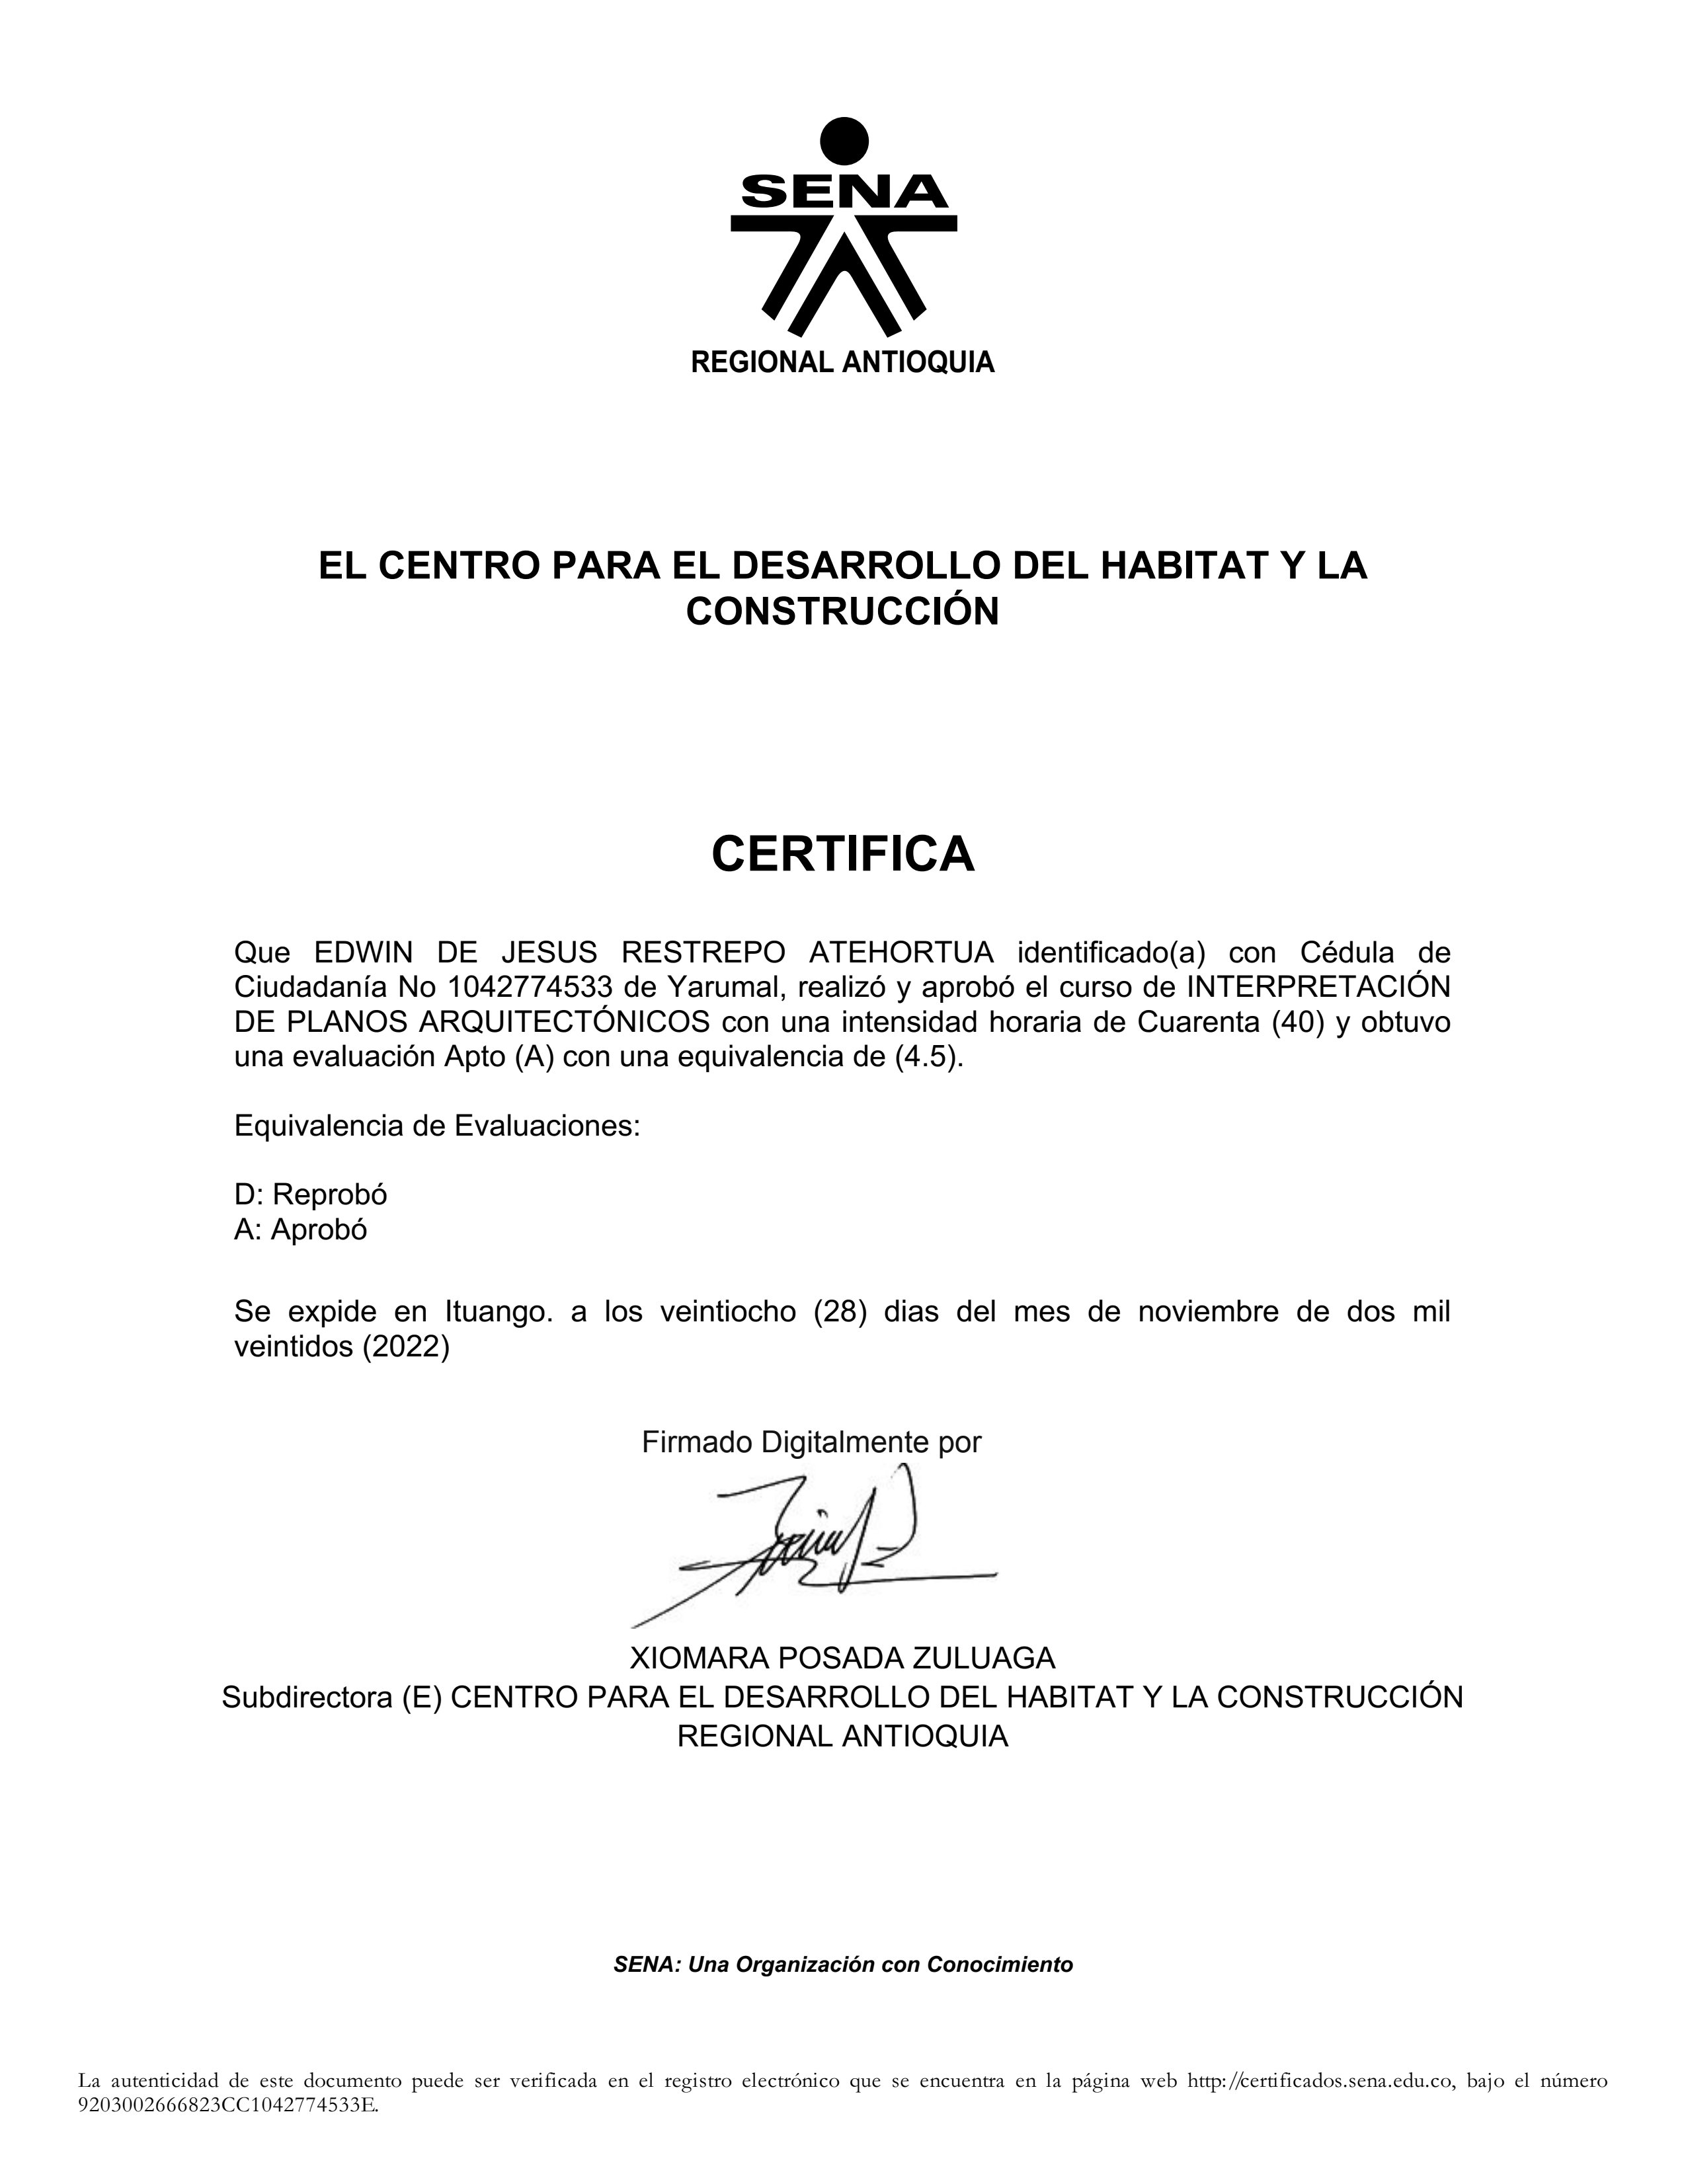 SENA
REGIONAL ANTIOQUIA
EL CENTRO PARA EL DESARROLLO DEL HABITAT Y LA
CONSTRUCCIÓN
CERTIFICA
Que EDWIN DE JESUS RESTREPO ATEHORTUA identificado(a) con Cédula de
Ciudadanía No 1042774533 de Yarumal, realizó y aprobó el curso de INTERPRETACIÓN
DE PLANOS ARQUITECTÓNICOS con una intensidad horaria de Cuarenta (40) y obtuvo
una evaluación Apto (A) con una equivalencia de (4.5).
Equivalencia de Evaluaciones:
D: Reprobó
A: Aprobó
Se expide en Ituango. a los veintiocho (28) dias del mes de noviembre de dos mil
veintidos (2022)
Firmado Digitalmente por
XIOMARA POSADA ZULUAGA
Subdirectora (E) CENTRO PARA EL DESARROLLO DEL HABITAT Y LA CONSTRUCCIÓN
REGIONAL ANTIOQUIA
SENA: Una Organización con Conocimiento
La autenticidad de este documento puede ser verificada en el registro electrónico que se encuentra en la página web http://certificados.sena.edu.co, bajo el número
9203002666823CC1042774533E.